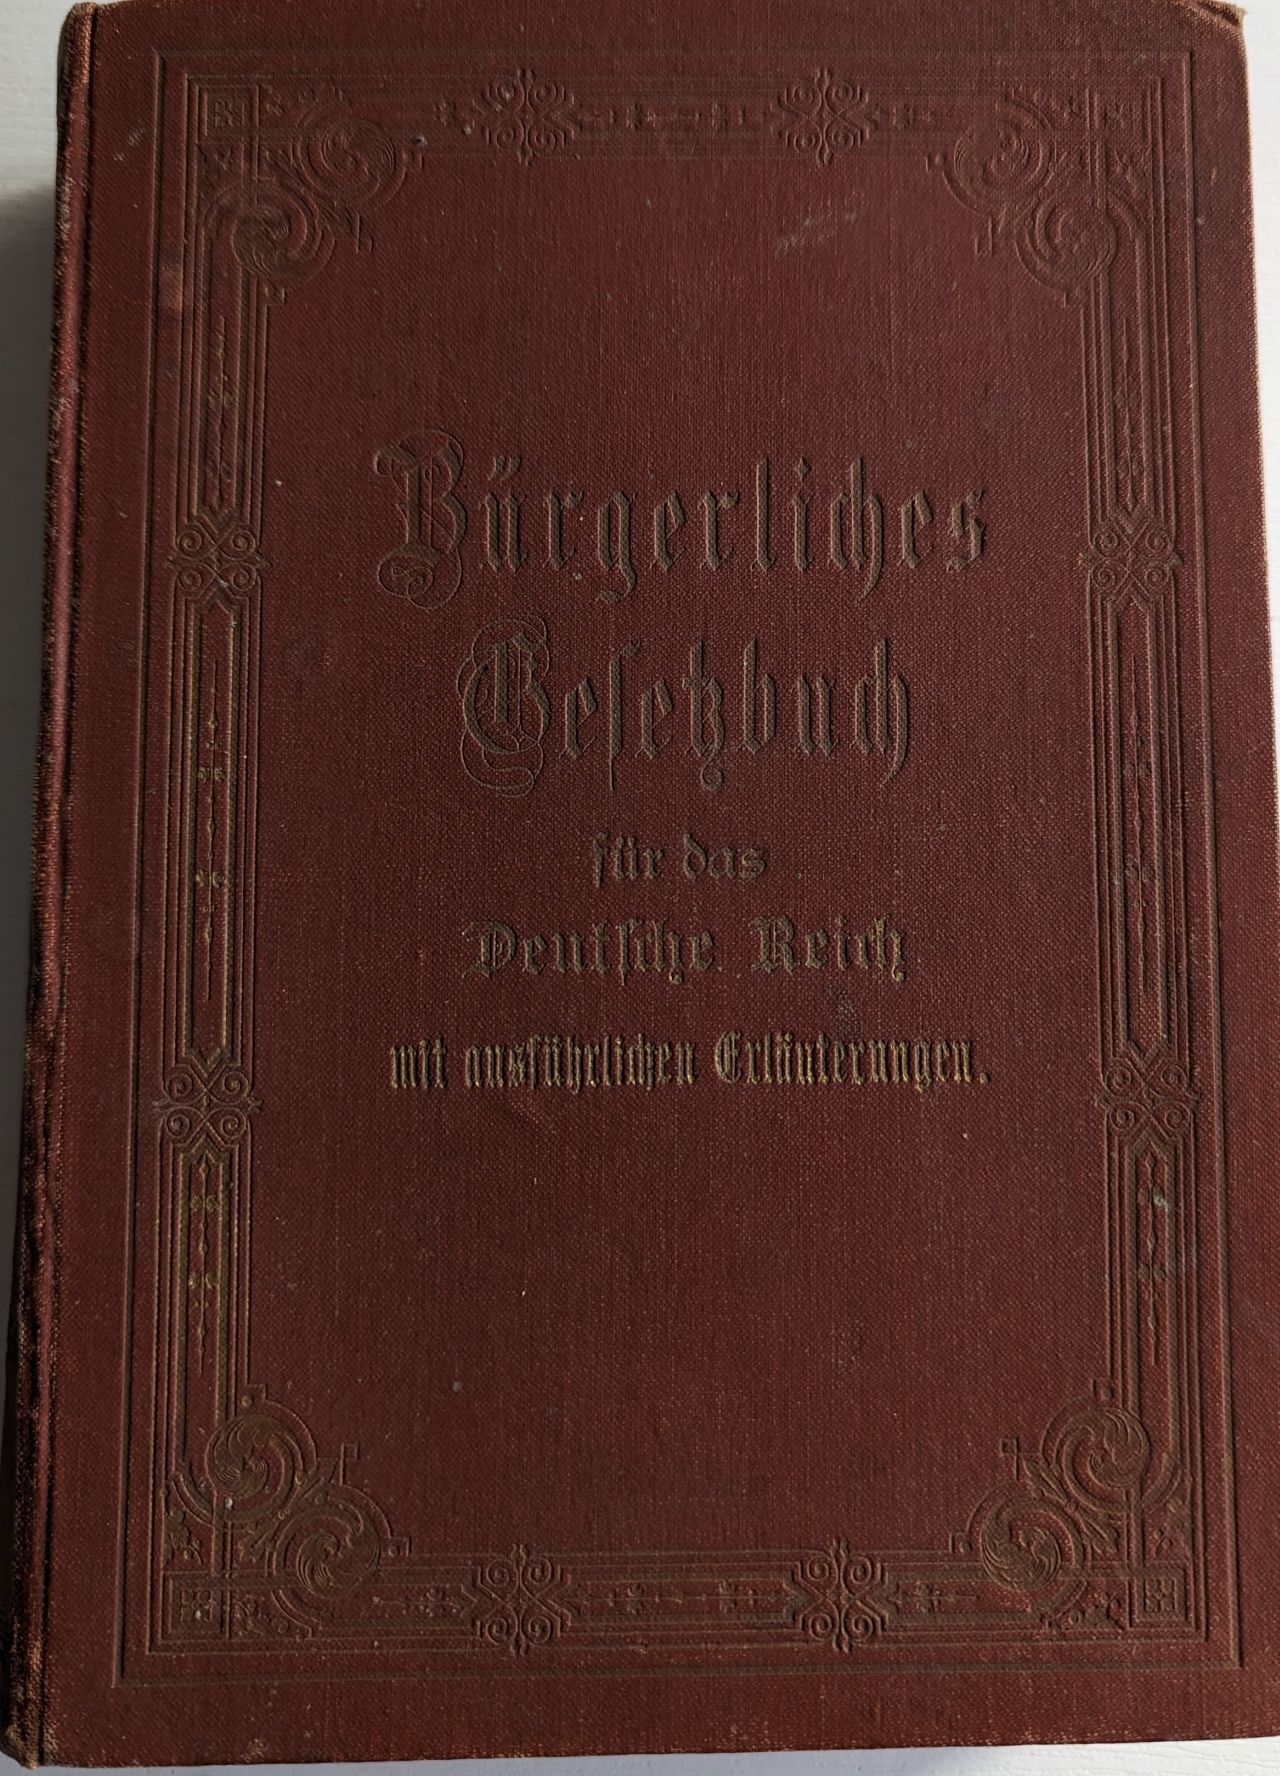 Bürgerliches
Gesetzbuch
für das
Deutsche Reich
mit ausführlichen Erläuterungen.